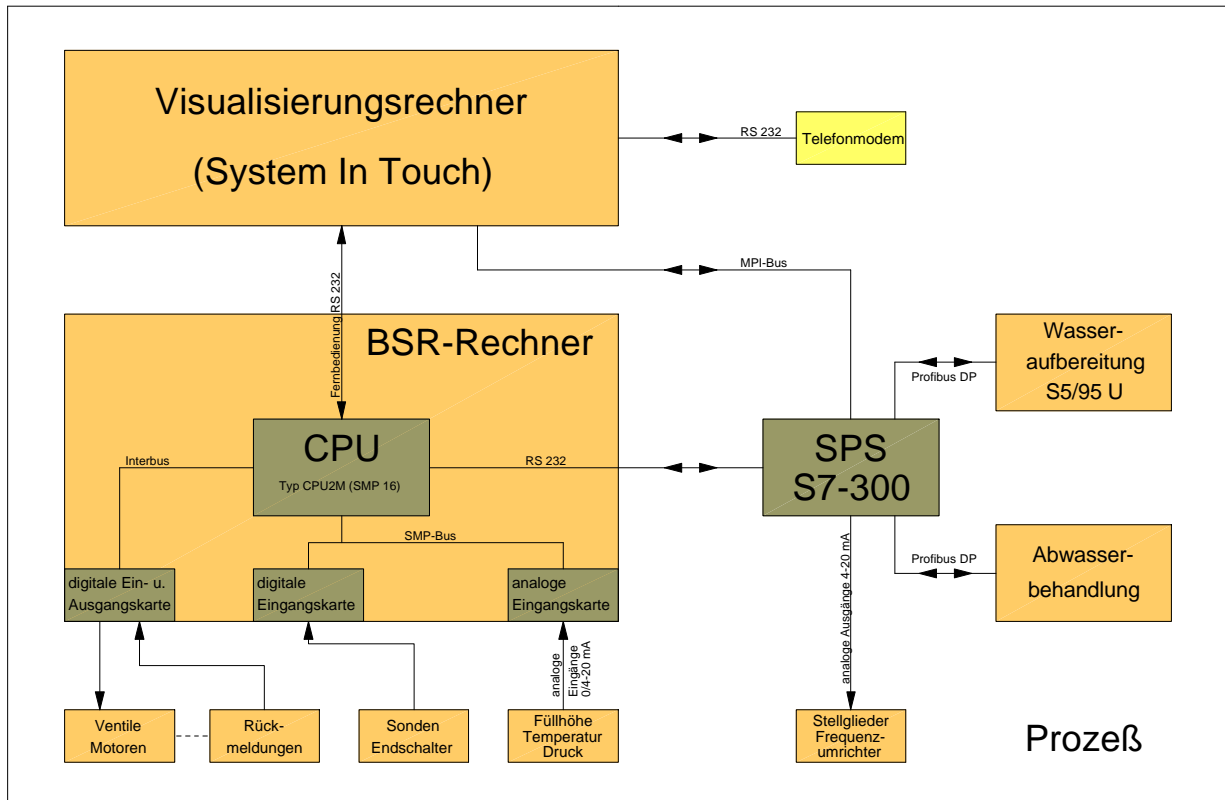 Visualisierungsrechner
(System In Touch)
RS 232
Telefonmodem
MPI-Bus
Fernbedienung RS 232
BSR-Rechner
Wasser-
aufbereitung
S5/95 U
Profibus DP
CPU
Typ CPU2M (SMP 16)
Interbus
RS 232
SPS
S7-300
SMP-Bus
digitale Ein- u.
Ausgangskarte
digitale
Eingangskarte
analoge
Eingangskarte
Profibus DP
Abwasser-
behandlung
analoge Ausgänge 4-20 mA
analoge
Eingänge
0/4-20 mA
Ventile
Motoren
Rück-
meldungen
Sonden
Endschalter
Füllhöhe
Temperatur
Druck
Stellglieder
Frequenz-
umrichter
Prozeß